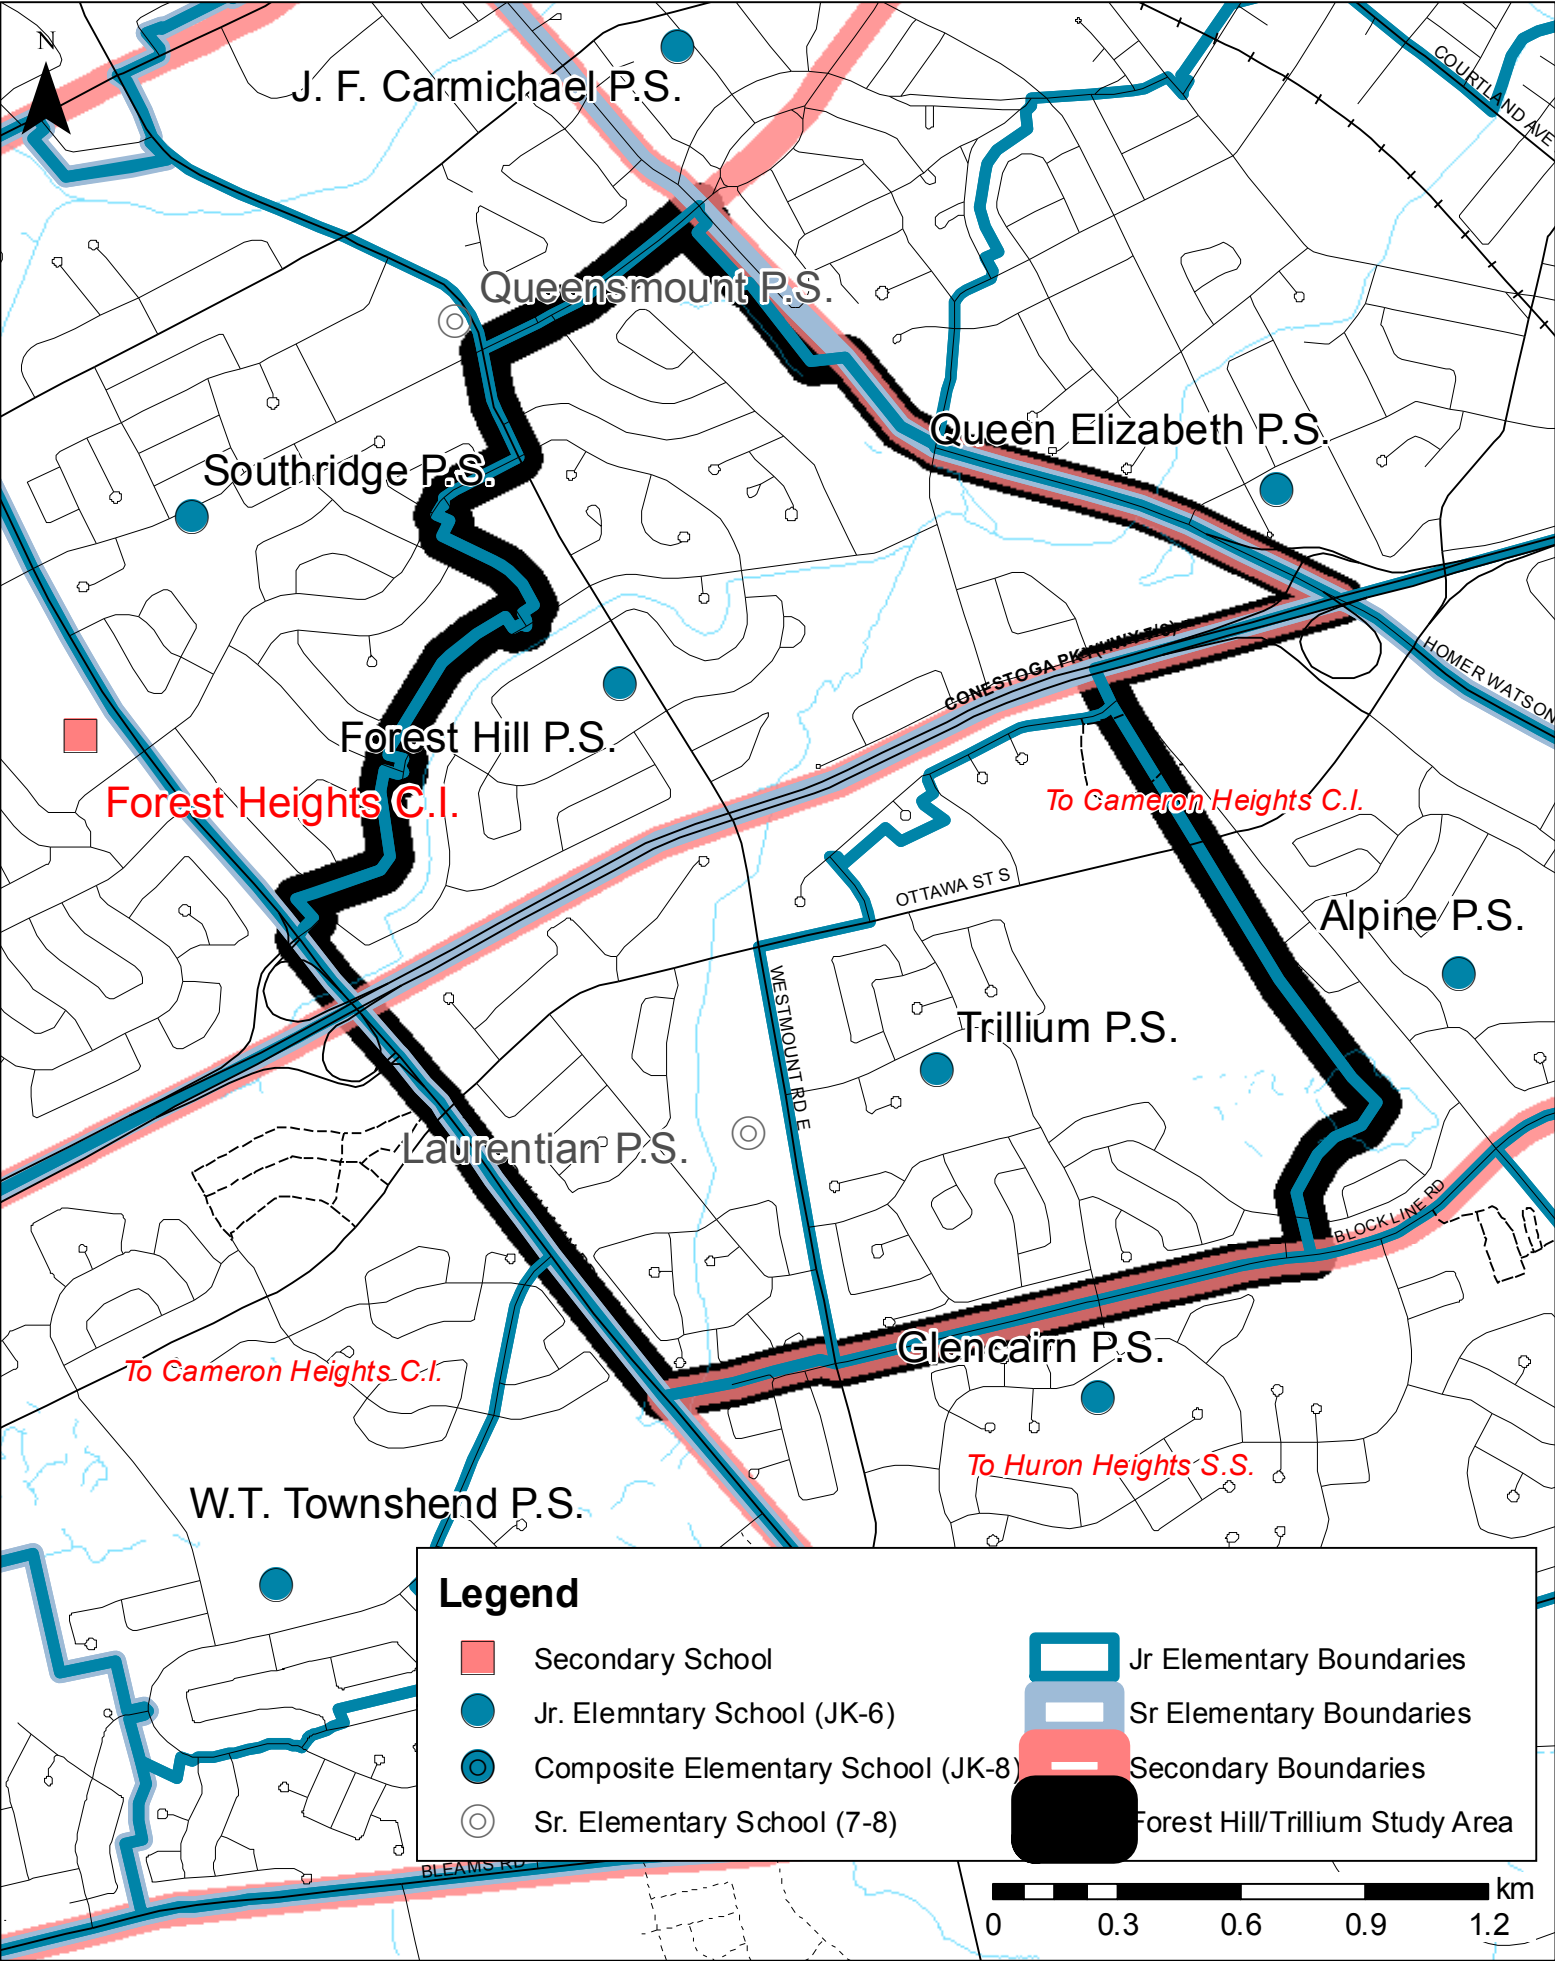 N
J. F. Carmichael P.S.
COURTLAND AVE
Queensmount P.S.
Queen Elizabeth P.S.
Southridge P.S.
CONESTOGA PKY(HWY 7/8)
HOMER WATSON
Forest Hill P.S.
Forest Heights C.I.
To Cameron Heights C.I.
OTTAWA ST S
Alpine P.S.
WESTMOUNT RD E
Trillium P.S.
Laurentian P.S.
BLOCK LINE RD
Glencairn P.S.
To Cameron Heights C.I.
To Huron Heights S.S.
W.T. Townshend P.S.
Legend
Secondary School
Jr. Elemntary School (JK-6)
Composite Elementary School (JK-8)
Sr. Elementary School (7-8)
Jr Elementary Boundaries
Sr Elementary Boundaries
Secondary Boundaries
Forest Hill/Trillium Study Area
BLEAMS RD
km
0 0.3 0.6 0.9 1.2